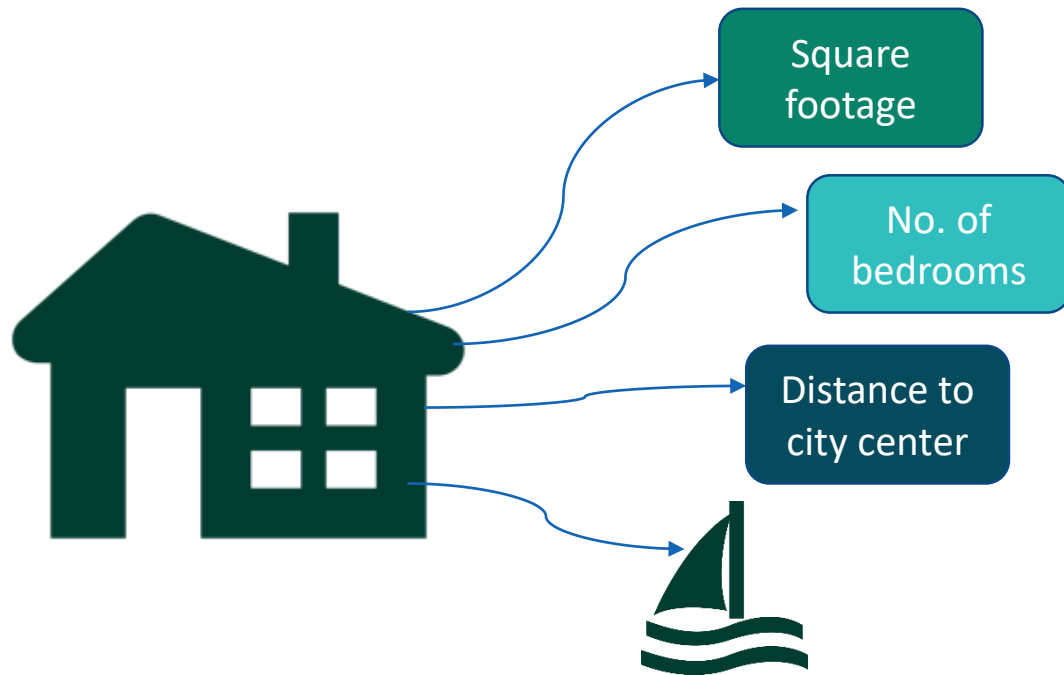 Square
footage
No. of
bedrooms
Distance to
city center